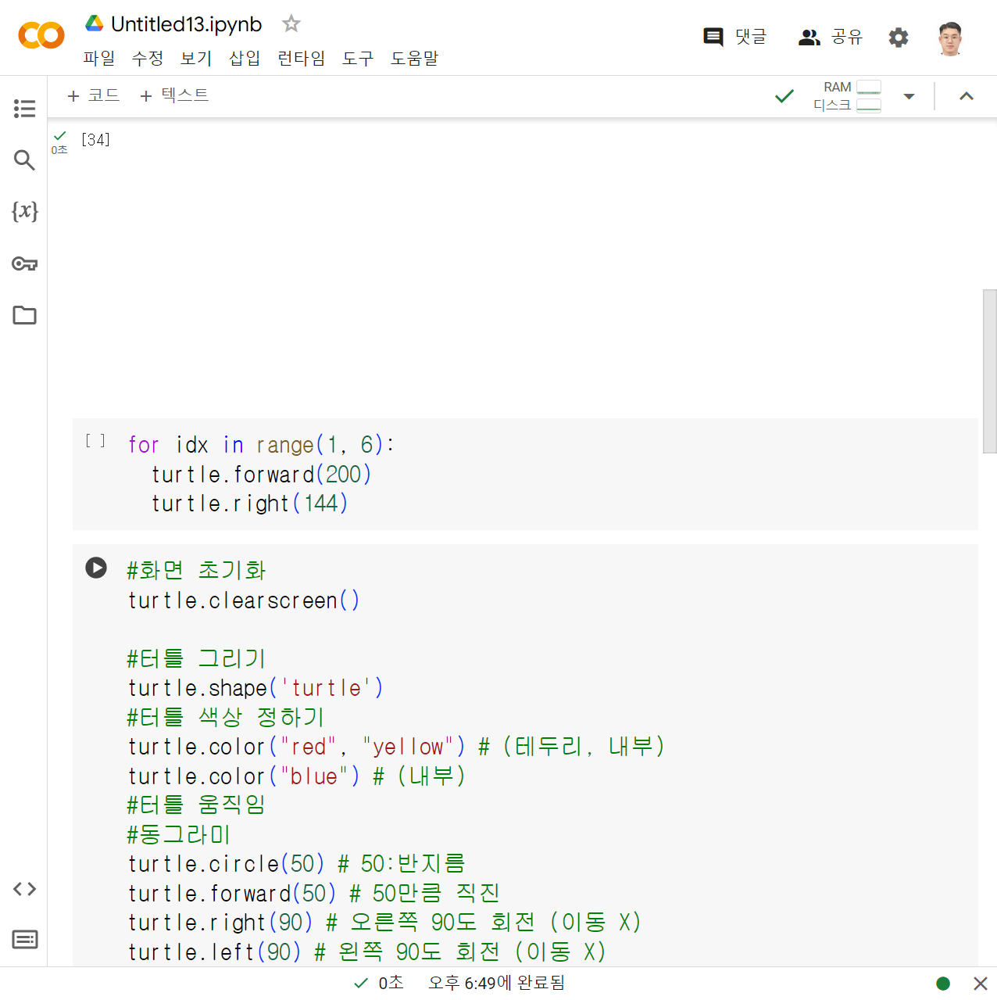 Untitled13.ipynb
파일 수정 보기 삽입 런타임 도구 도움말
댓글 공유
+ 코드 + 텍스트
RAM
디스크
[34]
0초
{x}
[ ]
for idx in range(1, 6):
turtle.forward(200)
turtle.right(144)
#화면 초기화
turtle.clearscreen()
#터틀 그리기
turtle.shape('turtle')
#터틀 색상 정하기
turtle.color("red", "yellow") # (테두리, 내부)
turtle.color("blue") # (내부)
#터틀 움직임
#동그라미
turtle.circle(50) # 50:반지름
turtle.forward(50) # 50만큼 직진
turtle.right(90) # 오른쪽 90도 회전 (이동 X)
turtle.left(90) # 왼쪽 90도 회전 (이동 X)
0초 오후 6:49에 완료됨